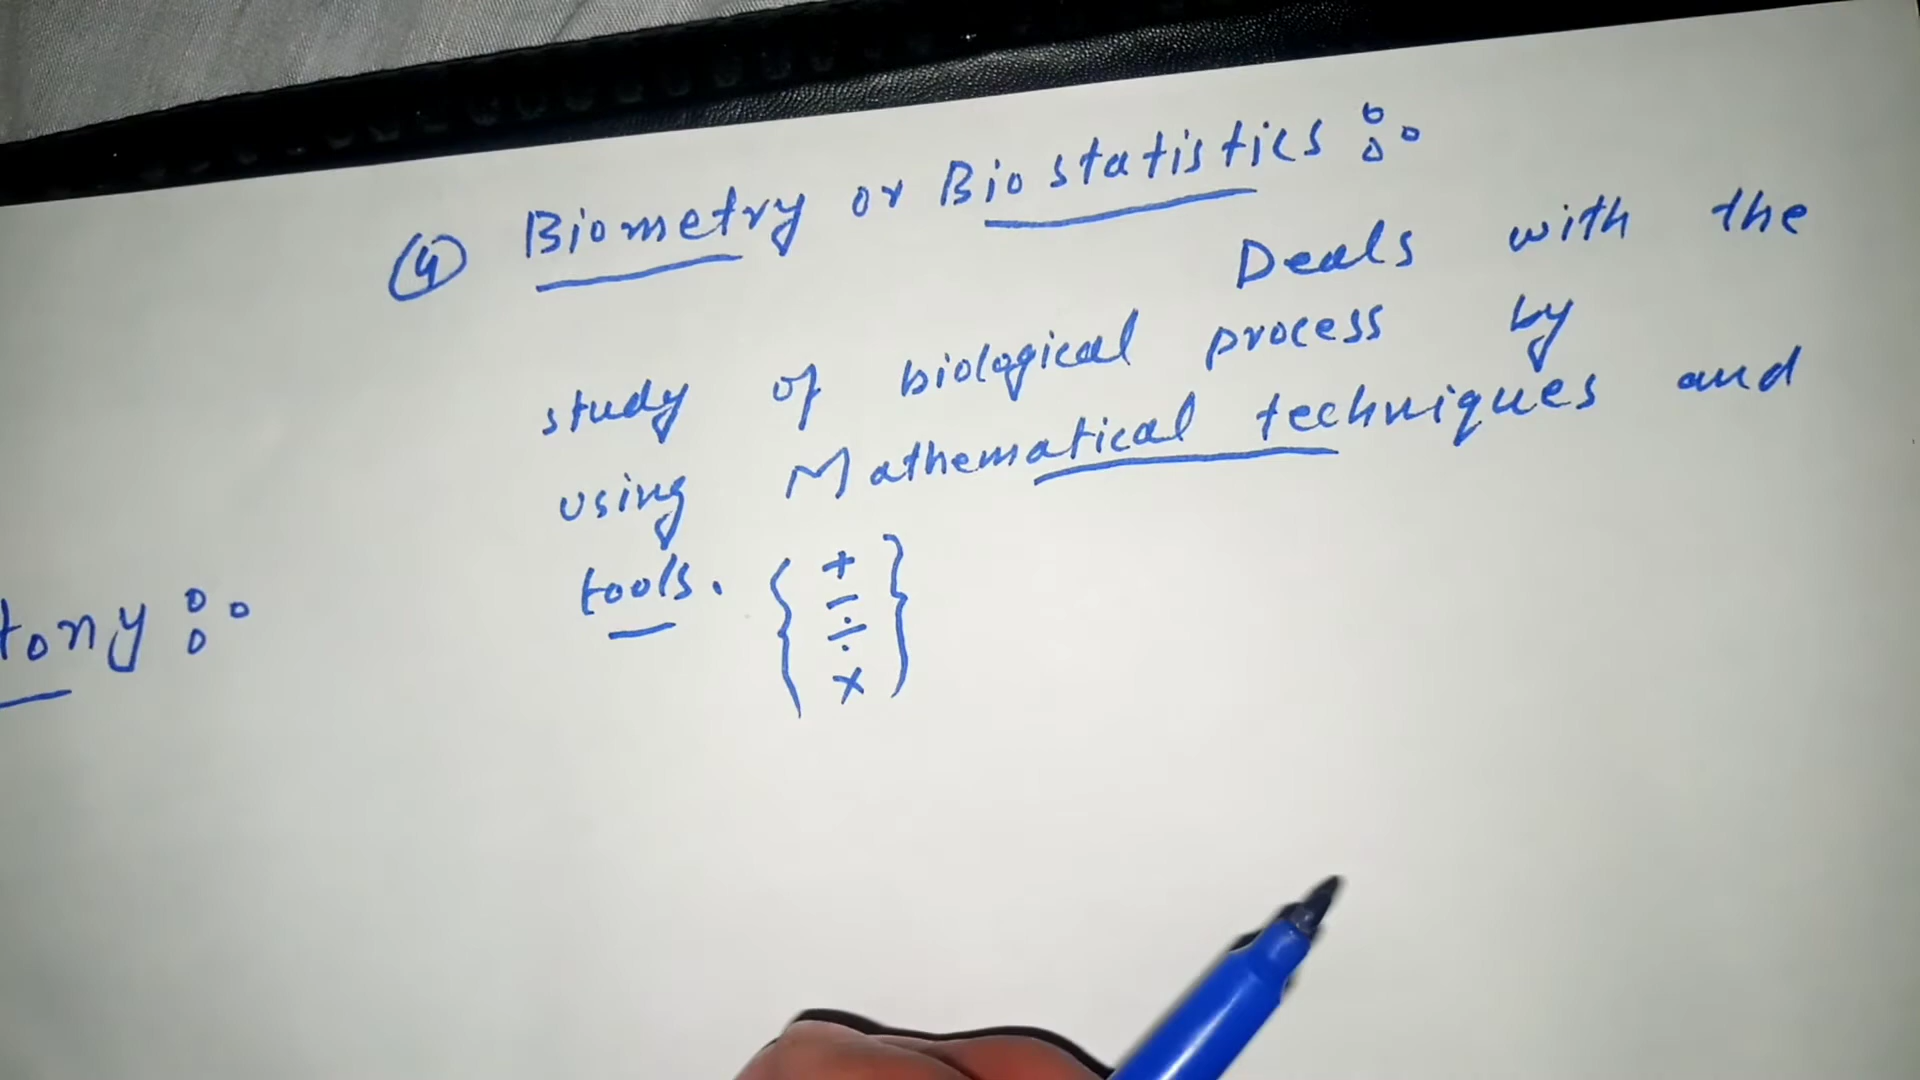 ④ Biometry or Biostatistics :
Deals with the
study of biological process by
using Mathematical techniques and
tools. { + − ÷ × }
tony :